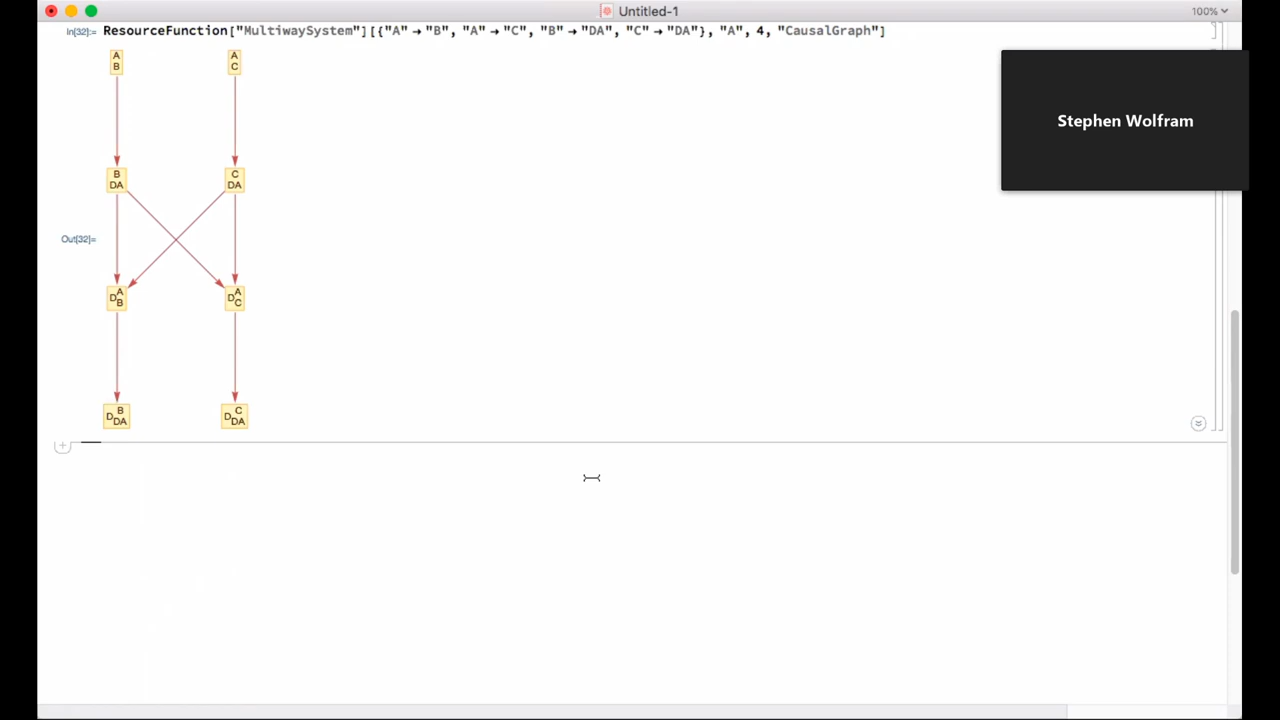 Untitled-1
100%
In[32]:= ResourceFunction["MultiwaySystem"][{"A" → "B", "A" → "C", "B" → "DA", "C" → "DA"}, "A", 4, "CausalGraph"]
Stephen Wolfram
A
B
A
C
B
DA
C
DA
Out[32]=
D A
B
D A
C
D B
DA
D C
DA